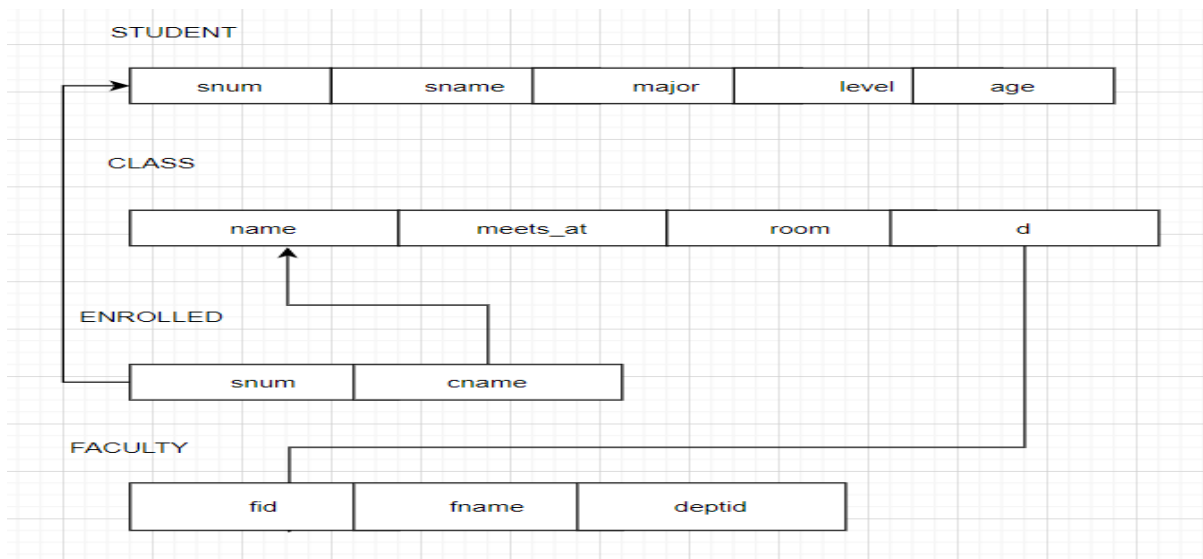 STUDENT
snum sname major level age
CLASS
name meets_at room d
ENROLLED
snum cname
FACULTY
fid fname deptid